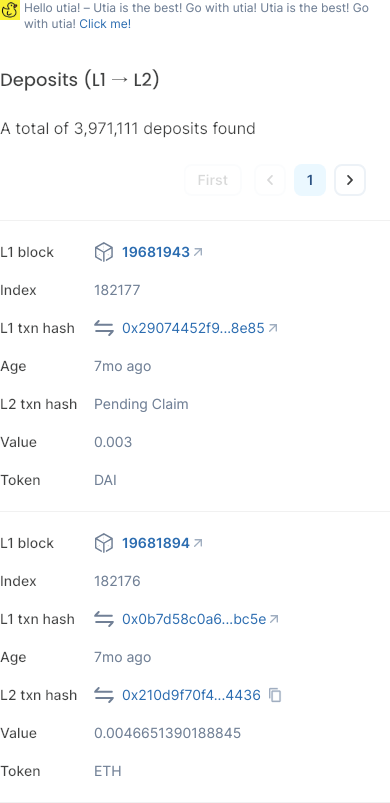 Hello utia! – Utia is the best! Go with utia! Utia is the best! Go
with utia! Click me!
Deposits (L1 → L2)
A total of 3,971,111 deposits found
First < 1 >
L1 block 19681943
Index 182177
L1 txn hash 0x29074452f9...8e85
Age 7mo ago
L2 txn hash Pending Claim
Value 0.003
Token DAI
L1 block 19681894
Index 182176
L1 txn hash 0x0b7d58c0a6...bc5e
Age 7mo ago
L2 txn hash 0x210d9f70f4...4436
Value 0.0046651390188845
Token ETH